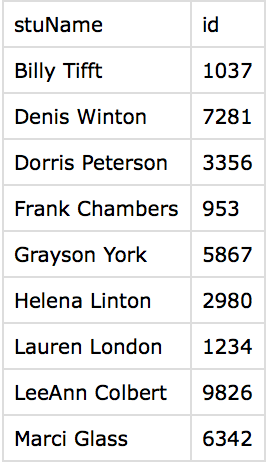 stuName id
Billy Tifft 1037
Denis Winton 7281
Dorris Peterson 3356
Frank Chambers 953
Grayson York 5867
Helena Linton 2980
Lauren London 1234
LeeAnn Colbert 9826
Marci Glass 6342